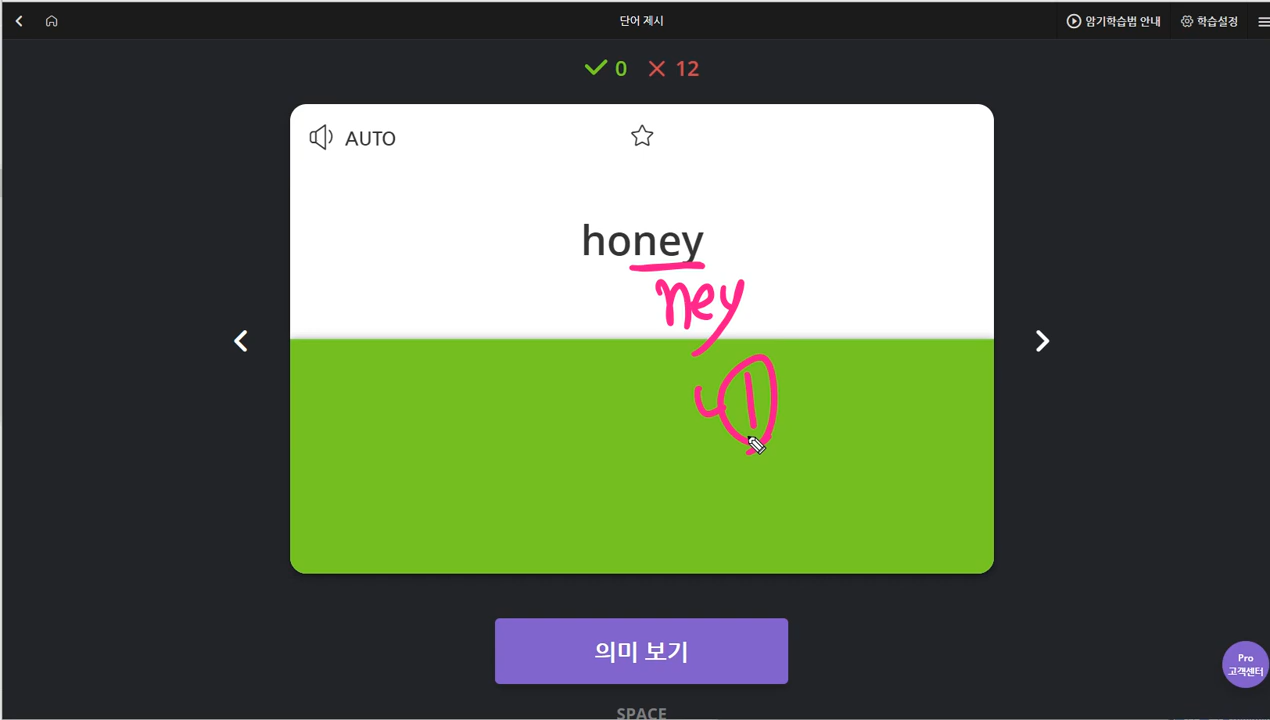 단어 제시
암기학습법 안내
학습설정
0 12
AUTO
honey
ney
의미 보기
Pro
고객센터
SPACE